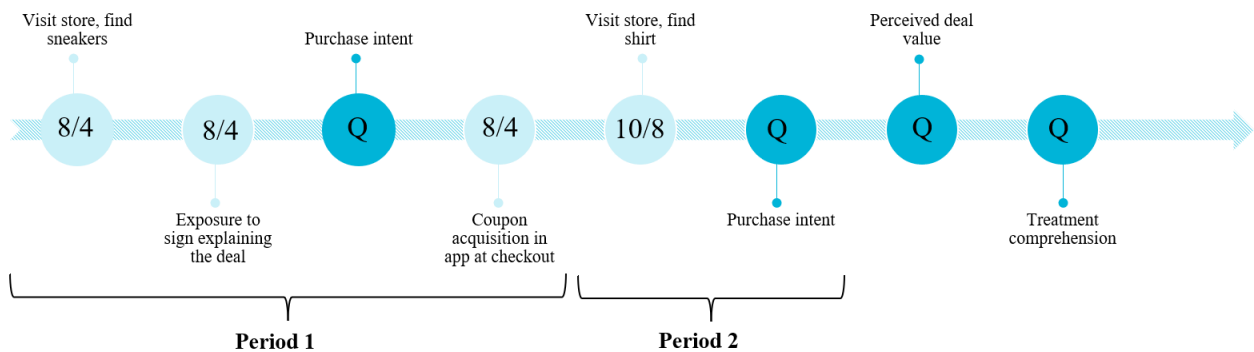 Visit store, find
sneakers
Purchase intent
Visit store, find
shirt
Perceived deal
value
8/4
8/4
Q
8/4
10/8
Q
Q
Q
Exposure to
sign explaining
the deal
Coupon
acquisition in
app at checkout
Purchase intent
Treatment
comprehension
Period 1
Period 2